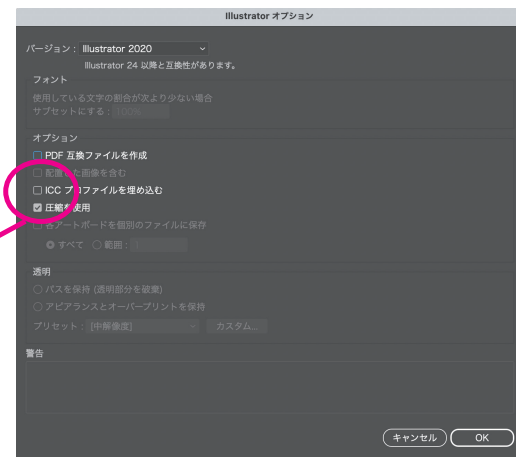 Illustrator オプション
バージョン : Illustrator 2020
Illustrator 24 以降と互換性があります。
フォント
使用している文字の割合が次より少ない場合
サブセットにする : 100%
オプション
PDF 互換ファイルを作成
配置した画像を含む
ICC プロファイルを埋め込む
圧縮を使用
各アートボードを個別のファイルに保存
すべて 範囲 :
透明
パスを保持 (透明部分を破棄)
アピアランスとオーバープリントを保持
プリセット : [中解像度] カスタム...
警告
キャンセル OK